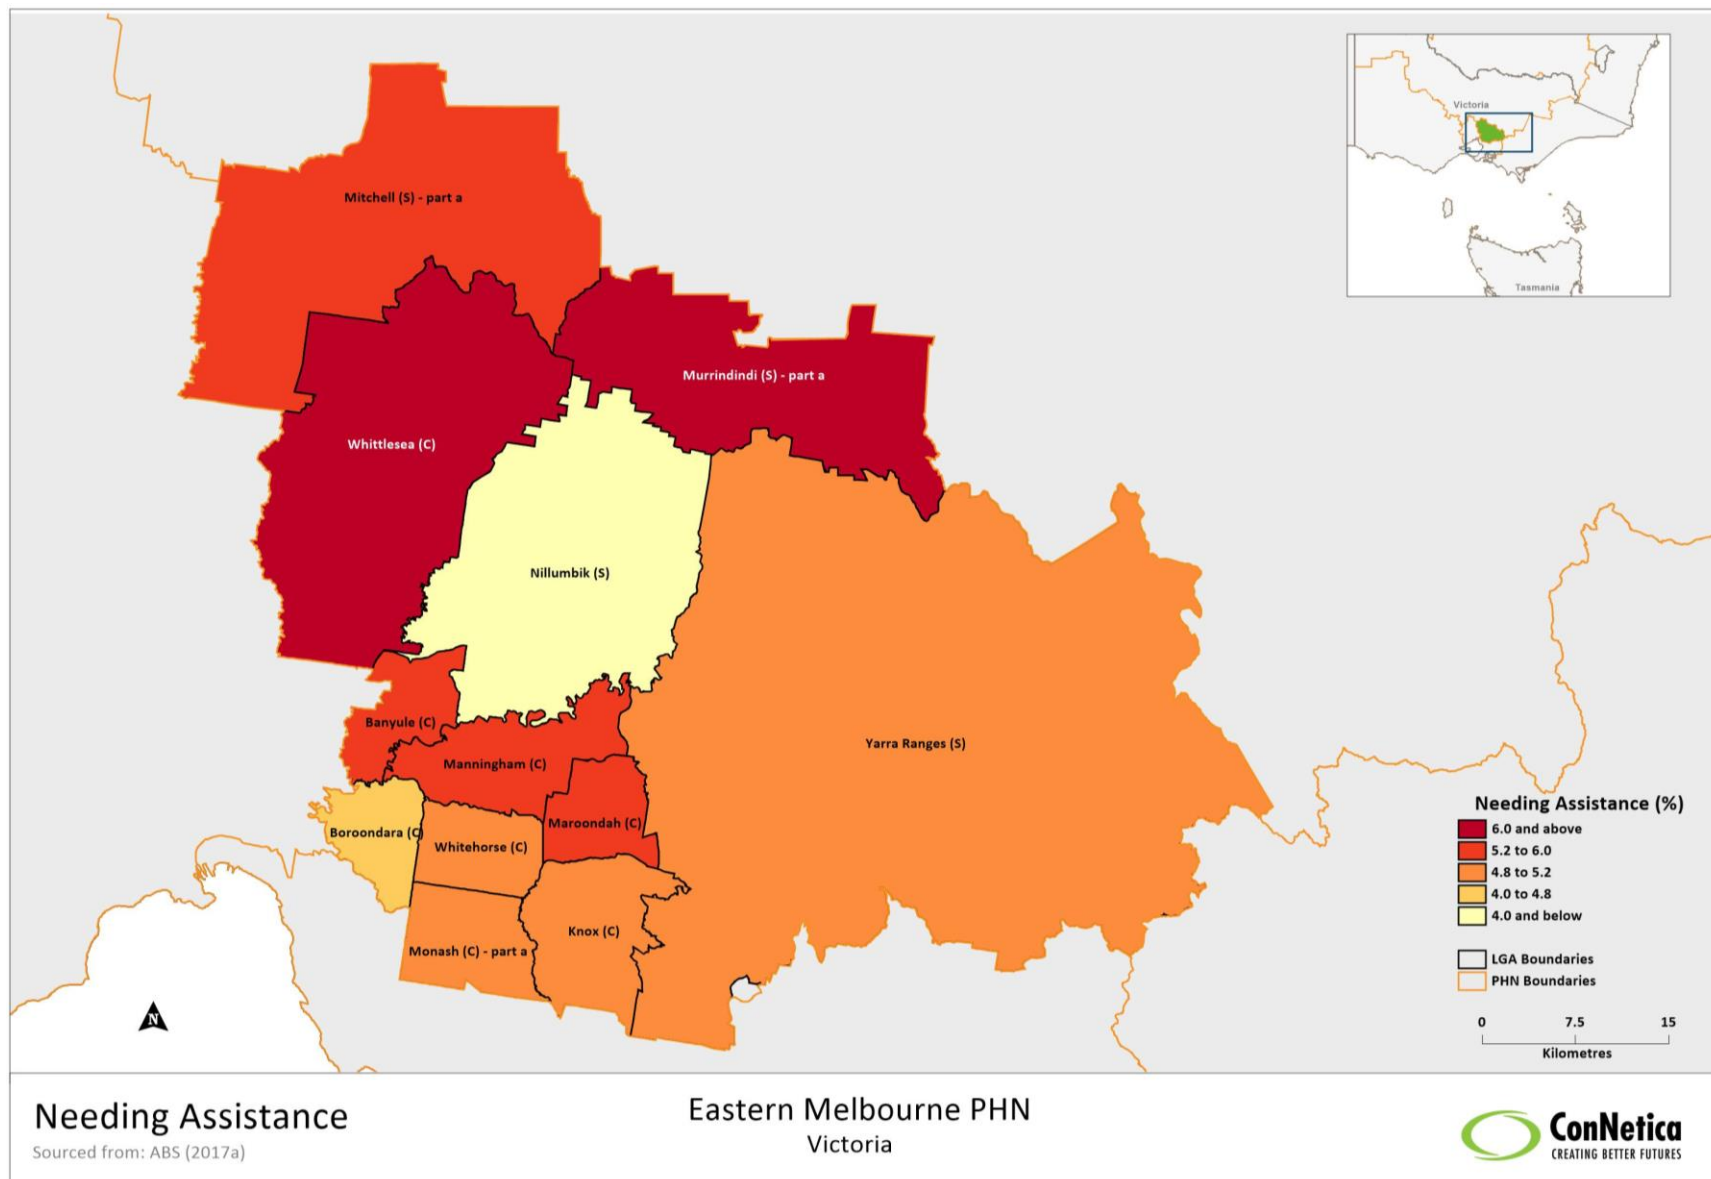 Victoria
Tasmania
Mitchell (S) - part a
Murrindindi (S) - part a
Whittlesea (C)
Nillumbik (S)
Banyule (C)
Manningham (C)
Yarra Ranges (S)
Boroondara (C)
Maroondah (C)
Whitehorse (C)
Knox (C)
Monash (C) - part a
Needing Assistance (%)
6.0 and above
5.2 to 6.0
4.8 to 5.2
4.0 to 4.8
4.0 and below
LGA Boundaries
PHN Boundaries
0 7.5 15
Kilometres
N
Needing Assistance
Sourced from: ABS (2017a)
Eastern Melbourne PHN
Victoria
ConNetica
CREATING BETTER FUTURES